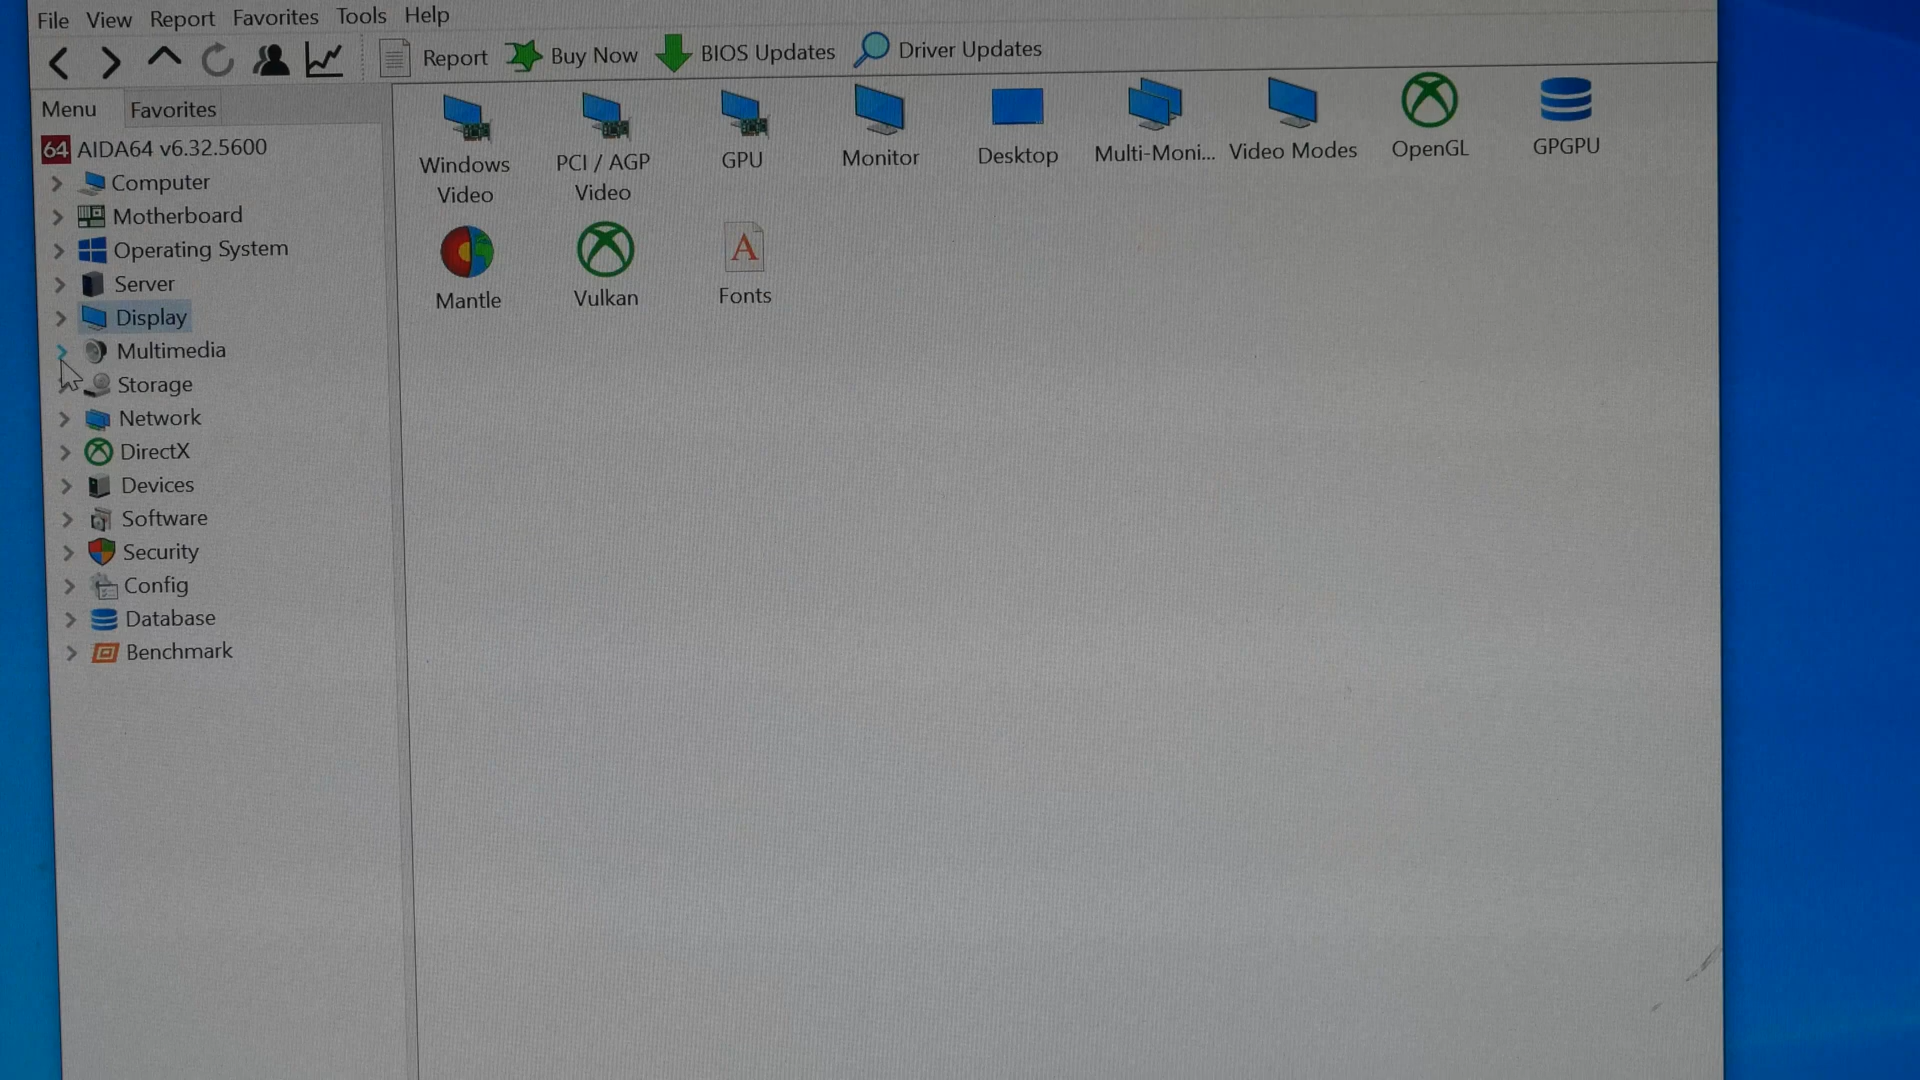 File View Report Favorites Tools Help
Report Buy Now BIOS Updates Driver Updates
Menu Favorites
64 AIDA64 v6.32.5600
Computer
Motherboard
Operating System
Server
Display
Multimedia
Storage
Network
DirectX
Devices
Software
Security
Config
Database
Benchmark
Windows Video
PCI / AGP Video
GPU
Monitor
Desktop
Multi-Moni...
Video Modes
OpenGL
GPGPU
Mantle
Vulkan
A
Fonts